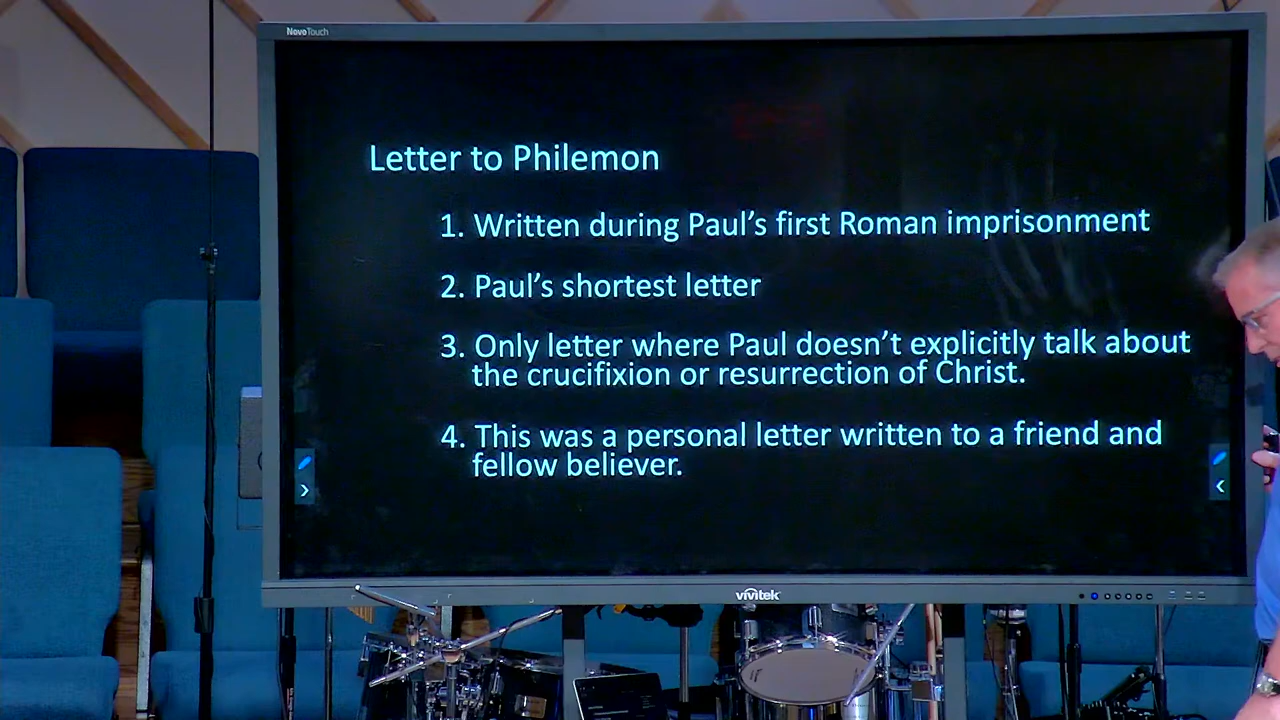 NovoTouch
Letter to Philemon
1. Written during Paul's first Roman imprisonment
2. Paul's shortest letter
3. Only letter where Paul doesn't explicitly talk about
the crucifixion or resurrection of Christ.
4. This was a personal letter written to a friend and
fellow believer.
vivitek